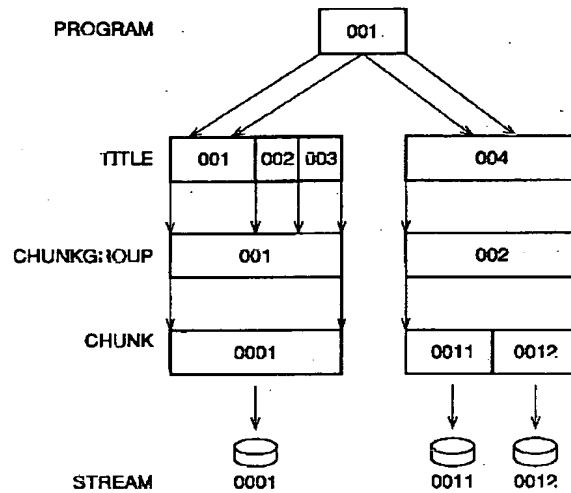 PROGRAM 001
TITLE 001 002 003 004
CHUNKGROUP 001 002
CHUNK 0001 0011 0012
STREAM 0001 0011 0012